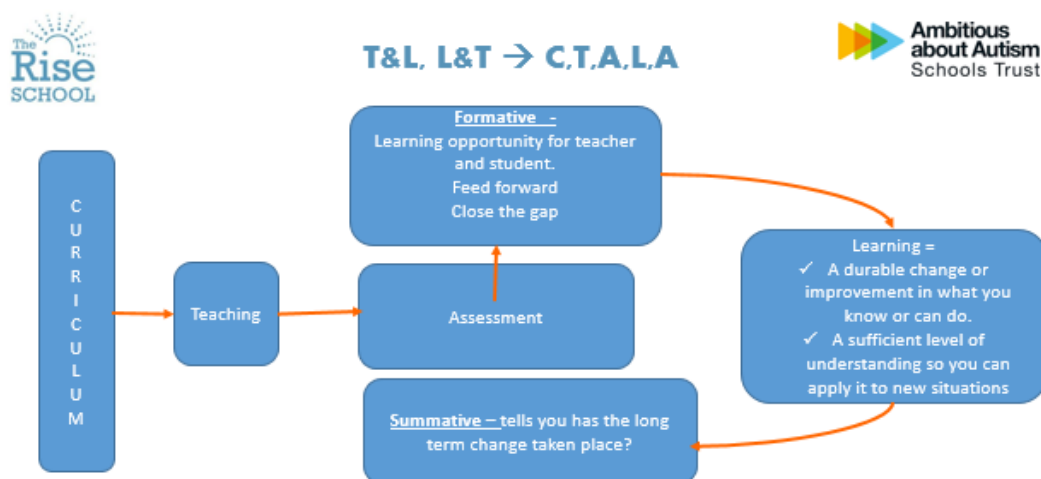 The
Rise
SCHOOL
T&L, L&T → C,T,A,L,A
Ambitious
about Autism
Schools Trust
CURRICULUM
Teaching
Assessment
Formative -
Learning opportunity for teacher
and student.
Feed forward
Close the gap
Learning =
✓ A durable change or
improvement in what you
know or can do.
✓ A sufficient level of
understanding so you can
apply it to new situations
Summative – tells you has the long
term change taken place?